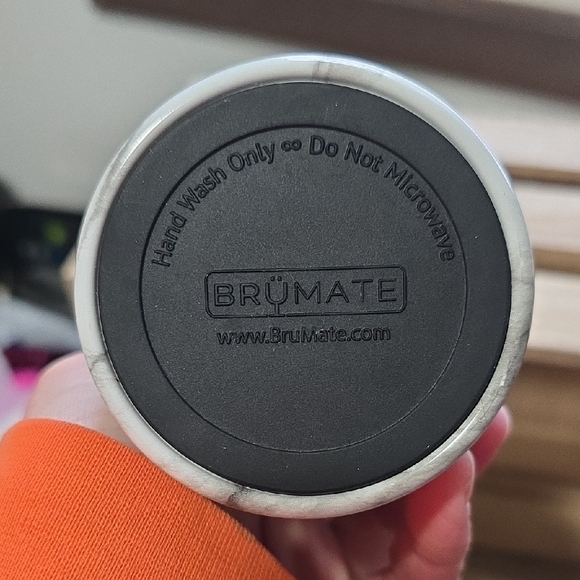 Hand Wash Only ∞ Do Not Microwave
BRÜMATE
www.BruMate.com